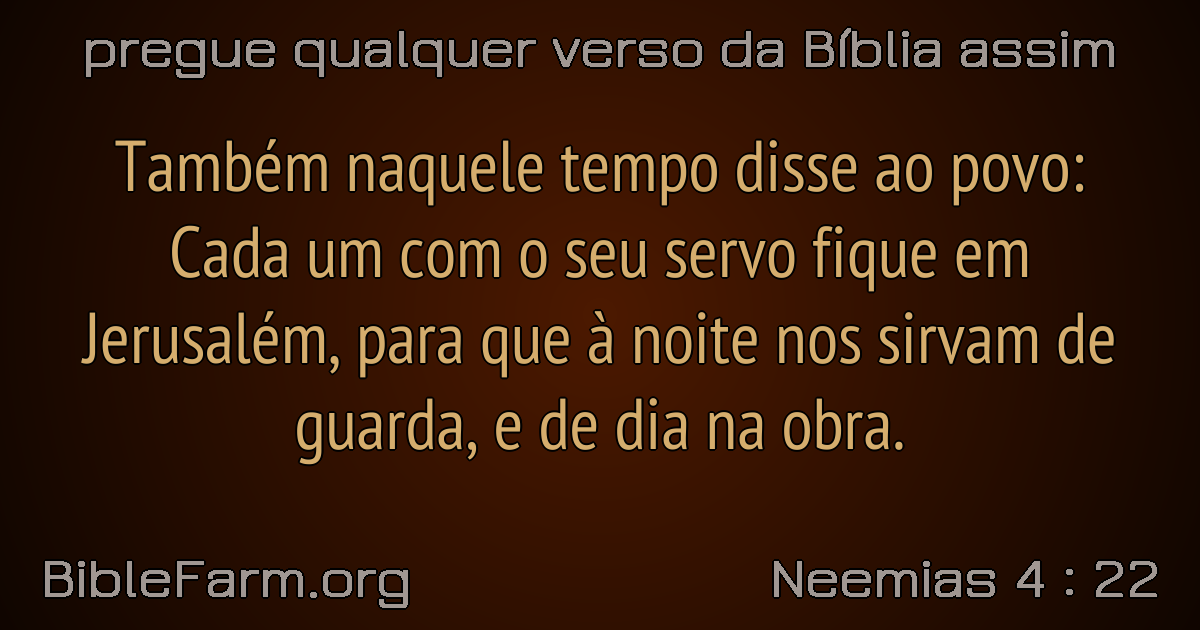 pregue qualquer verso da Bíblia assim
Também naquele tempo disse ao povo:
Cada um com o seu servo fique em
Jerusalém, para que à noite nos sirvam de
guarda, e de dia na obra.
BibleFarm.org
Neemias 4 : 22